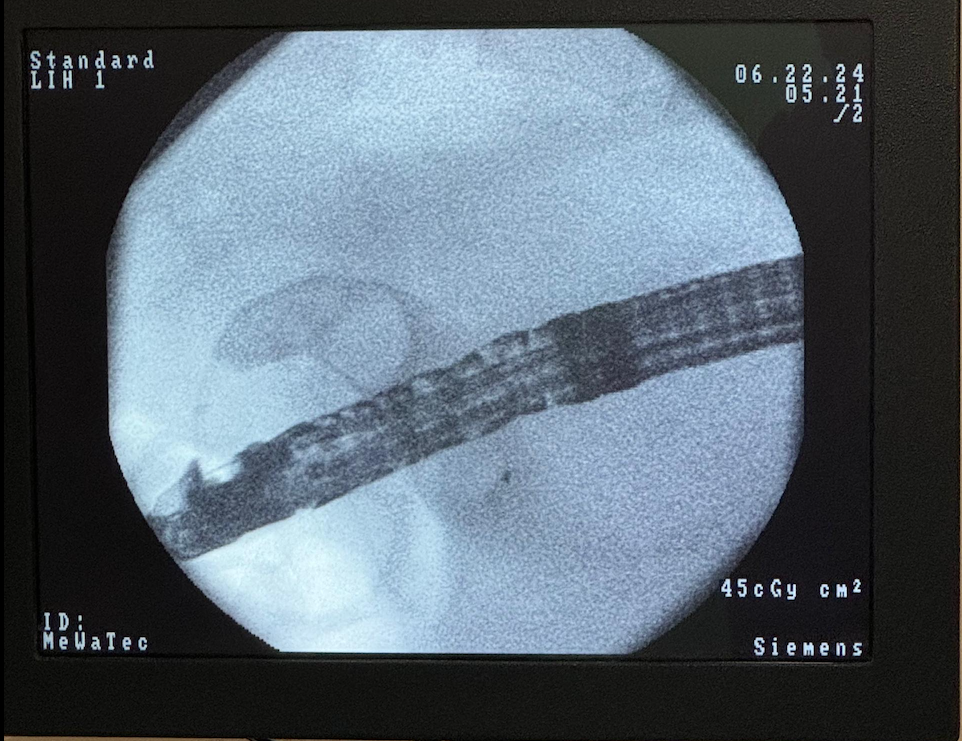 Standard
LIH 1
06.22.24
05.21
/2
45cGy cm²
ID:
MeWaTec
Siemens